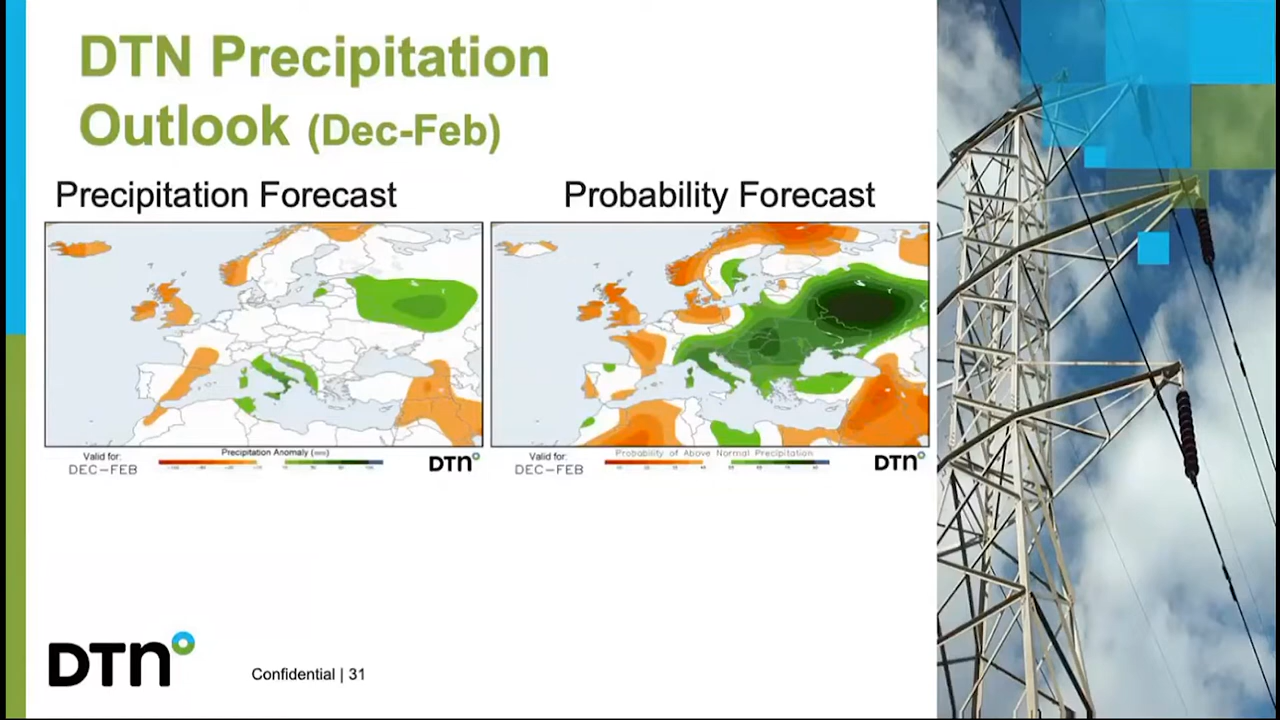 DTN Precipitation
Outlook (Dec-Feb)
Precipitation Forecast
Probability Forecast
Valid for:
DEC-FEB
Precipitation Anomaly (mm)
DTN
Valid for:
DEC-FEB
Probability of Above Normal Precipitation
DTN
DTN
Confidential | 31